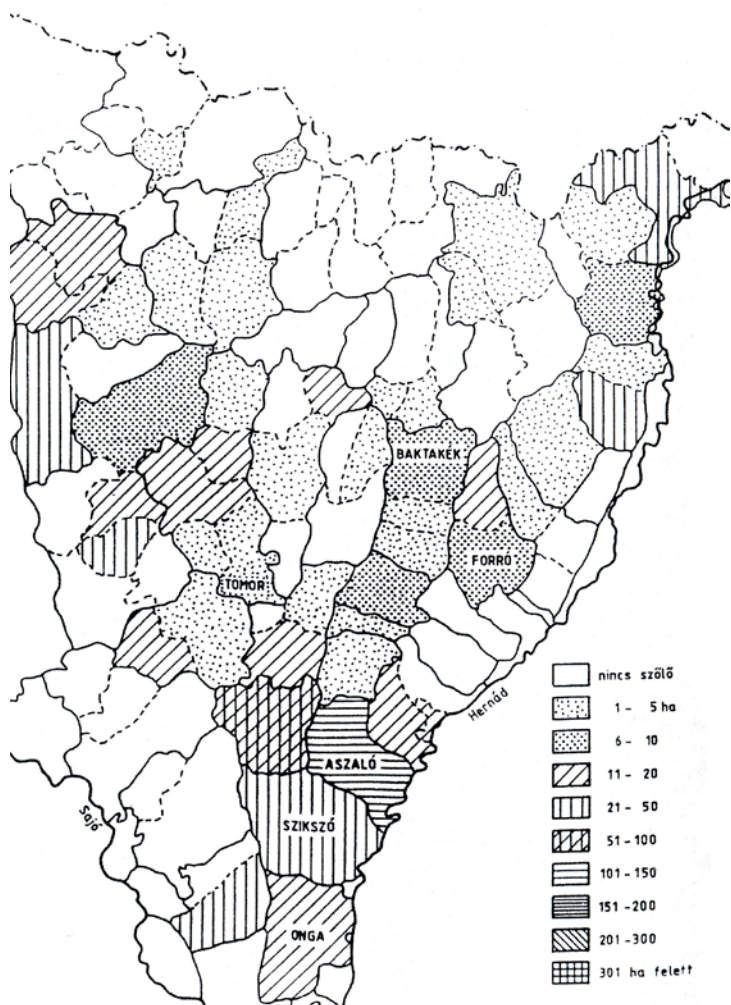 BAKTAKÉK
FORRÓ
TOMOR
Hernád
ASZALÓ
SZIKSZÓ
Sajó
ONGA
nincs szőlő
1 - 5 ha
6 - 10
11 - 20
21 - 50
51 - 100
101 - 150
151 - 200
201 - 300
301 ha felett